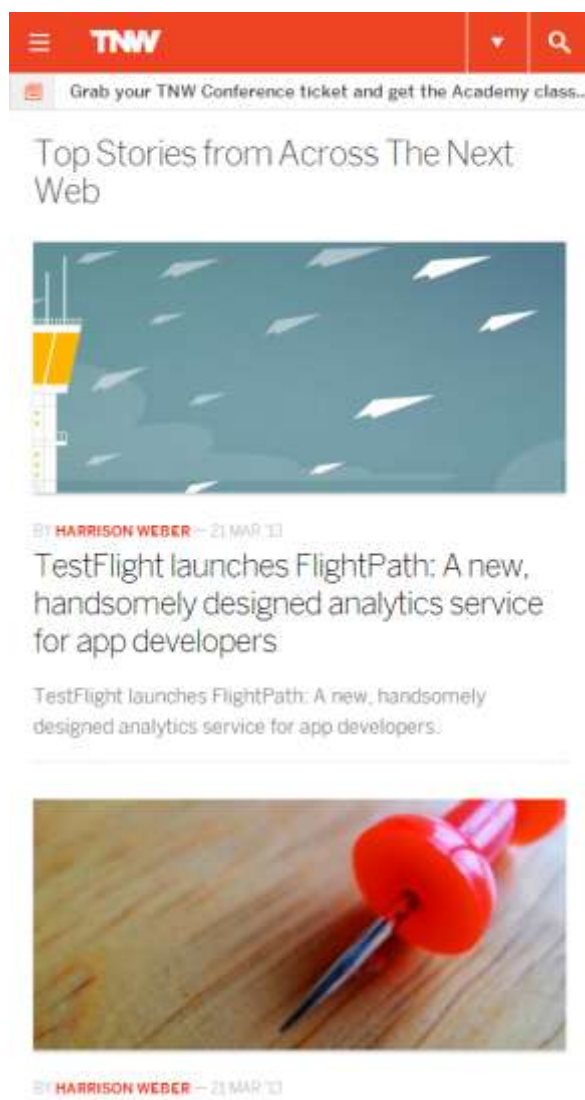 TNW
Grab your TNW Conference ticket and get the Academy class...
Top Stories from Across The Next
Web
BY HARRISON WEBER — 21 MAR '13
TestFlight launches FlightPath: A new,
handsomely designed analytics service
for app developers
TestFlight launches FlightPath: A new, handsomely
designed analytics service for app developers.
BY HARRISON WEBER — 21 MAR '13